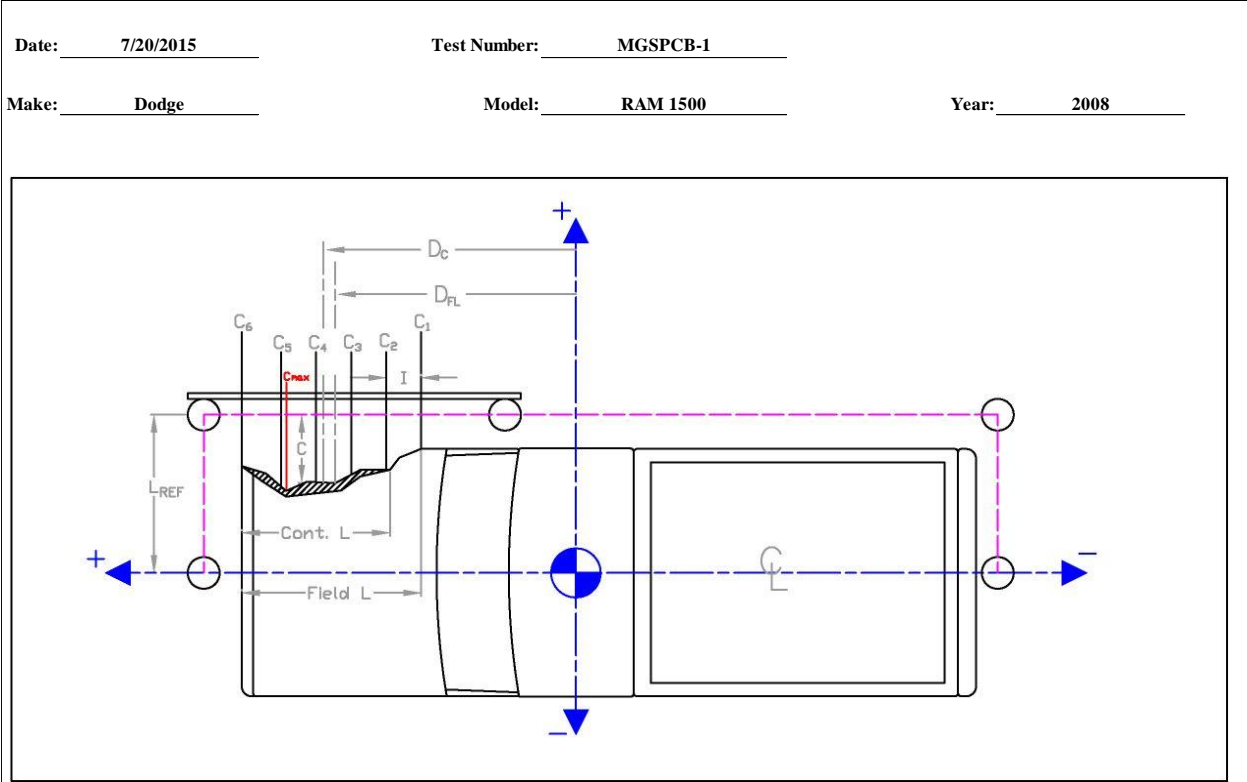 Date: 7/20/2015 Test Number: MGSPCB-1
Make: Dodge Model: RAM 1500 Year: 2008
+
DC
DFL
C6 C1
C5 C4 C3 C2
Cmax I
C
LREF
Cont. L
+ CL −
Field L
−